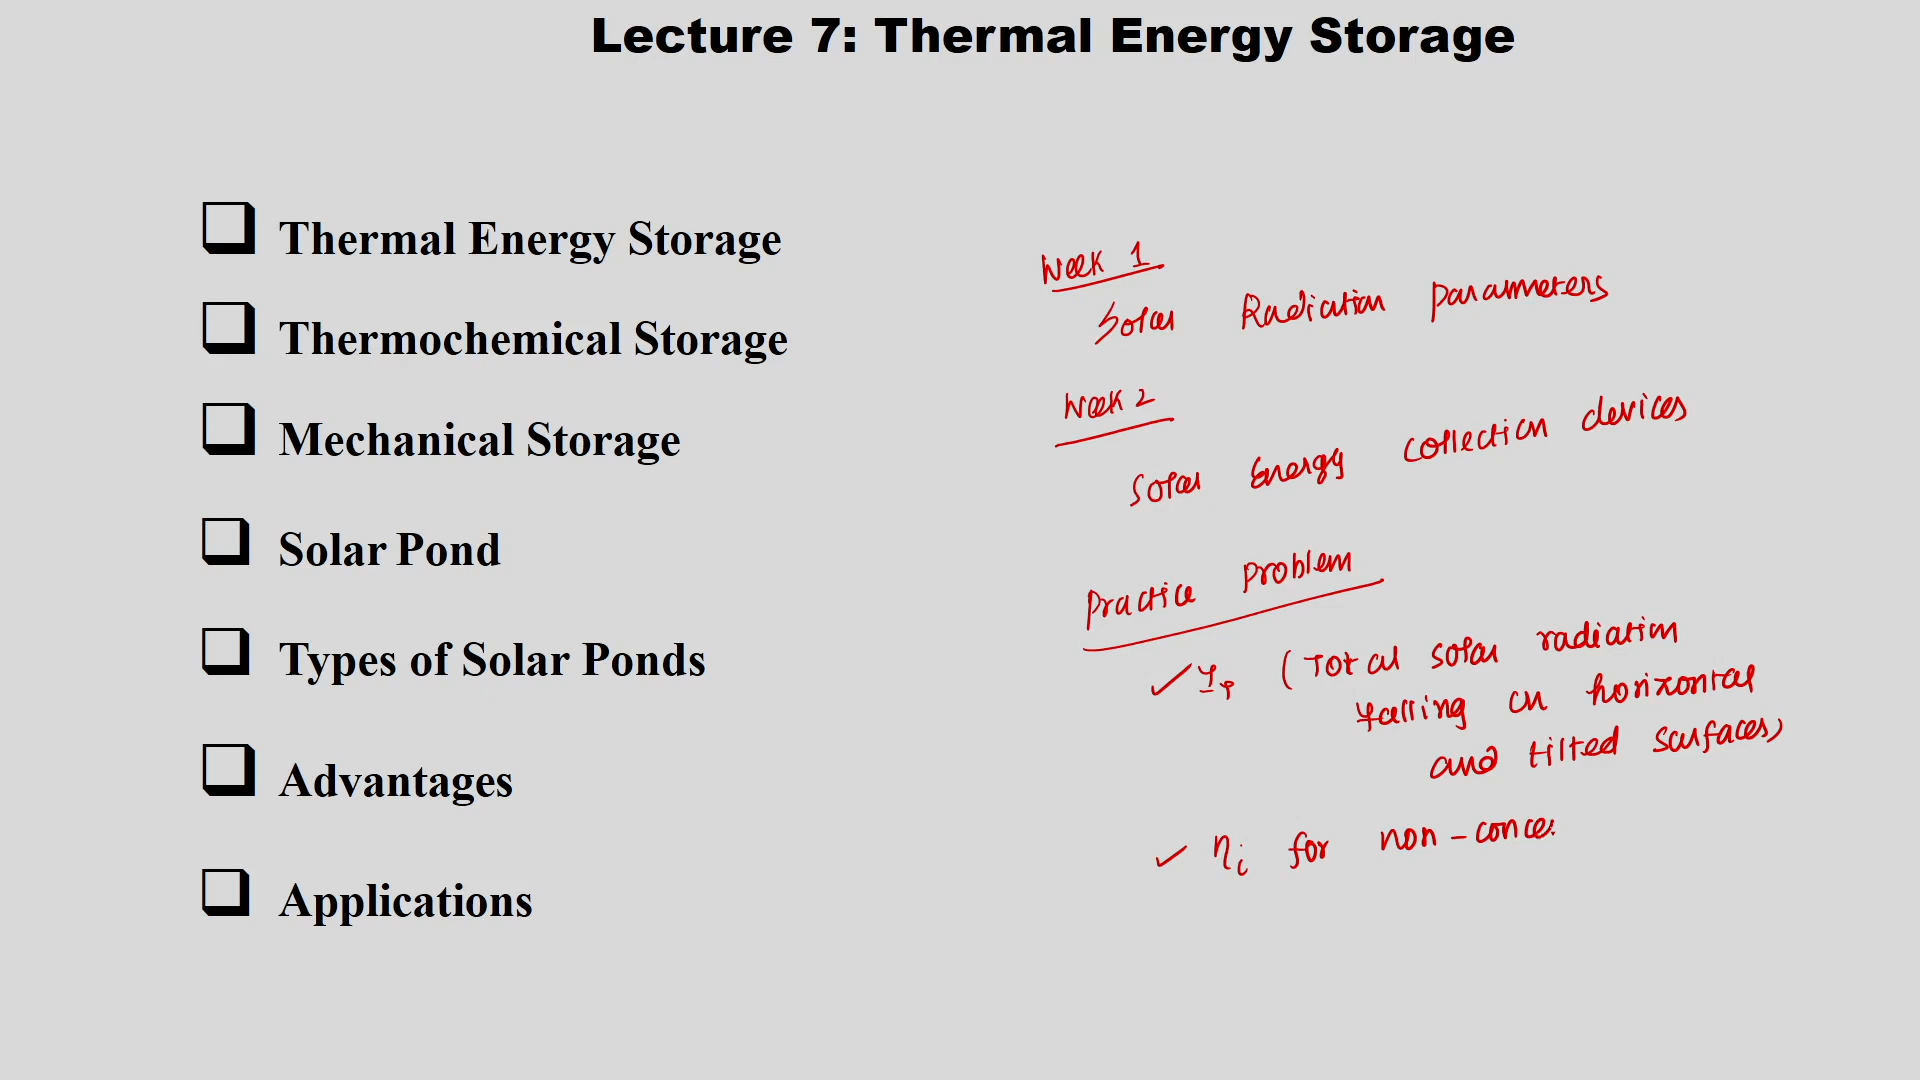 Lecture 7: Thermal Energy Storage
Thermal Energy Storage
Thermochemical Storage
Mechanical Storage
Solar Pond
Types of Solar Ponds
Advantages
Applications
Week 1
Solar Radiation parameters
Week 2
Solar Energy collection devices
Practice Problem
✓ I_T (Total solar radiation
falling on horizontal
and tilted surfaces)
✓ η_i for non-conce